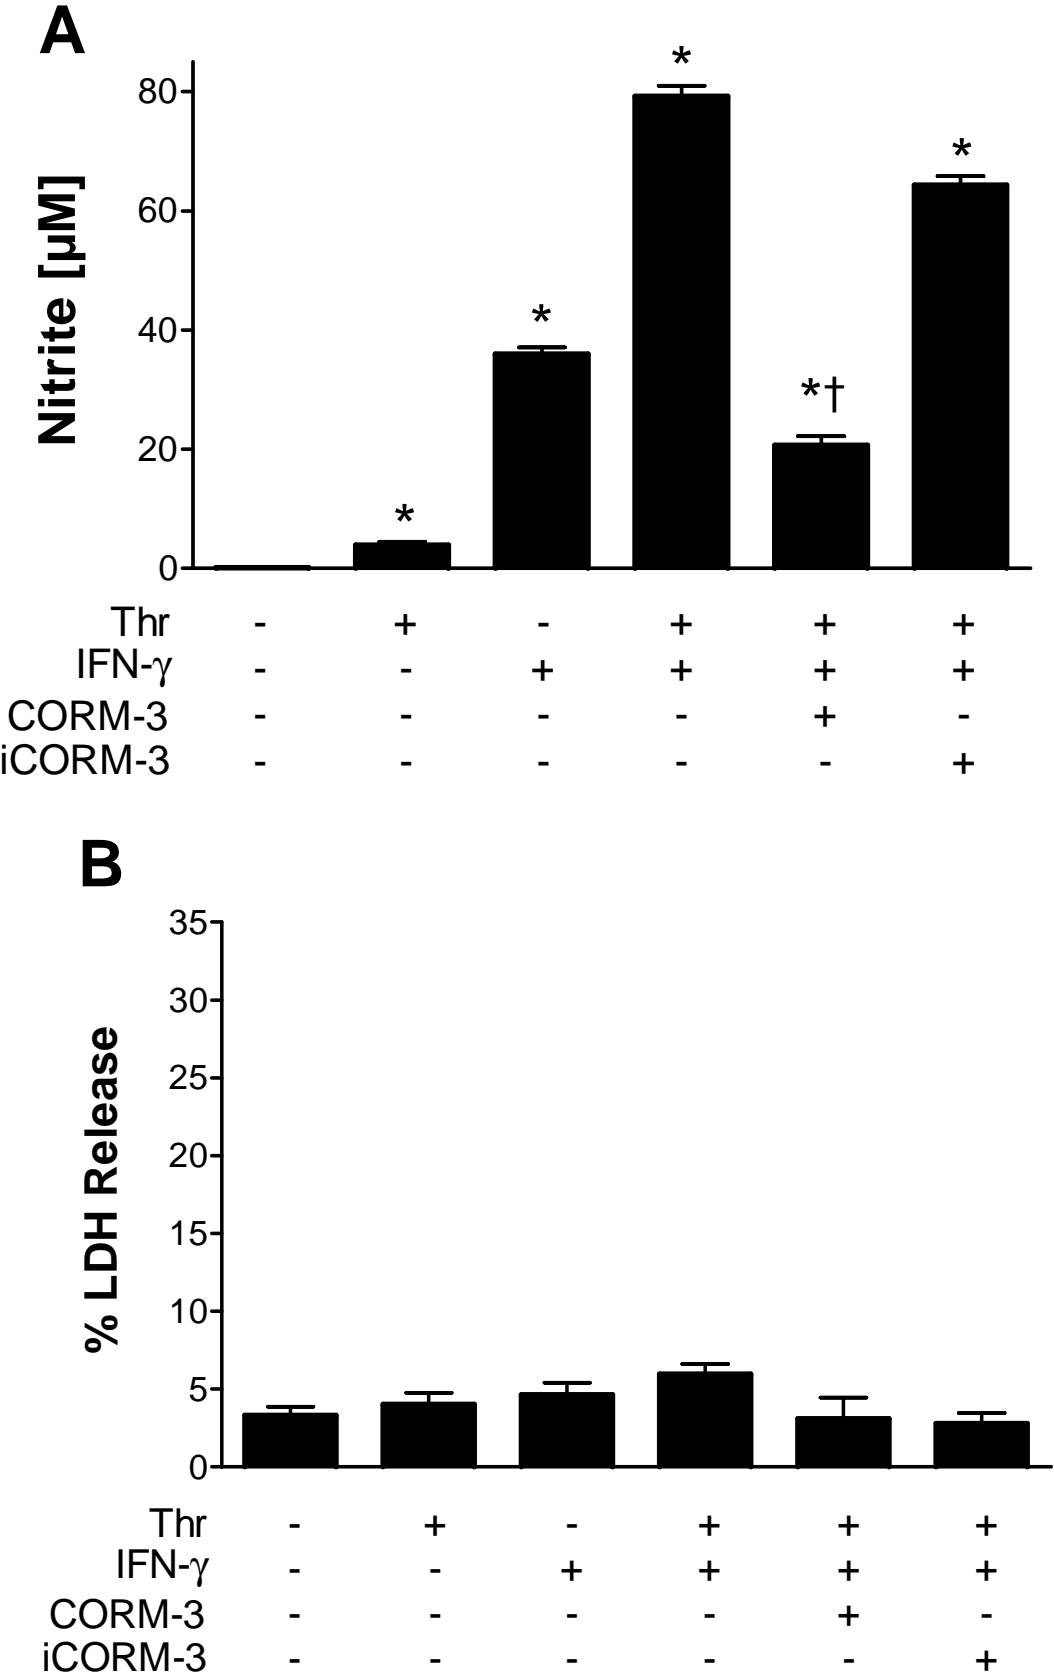 A
*
80
*
60
Nitrite [µM]
*
40
*†
20
*
0
Thr - + - + + +
IFN-γ - - + + + +
CORM-3 - - - - + -
iCORM-3 - - - - - +
B
35
30
25
20
% LDH Release
15
10
5
0
Thr - + - + + +
IFN-γ - - + + + +
CORM-3 - - - - + -
iCORM-3 - - - - - +